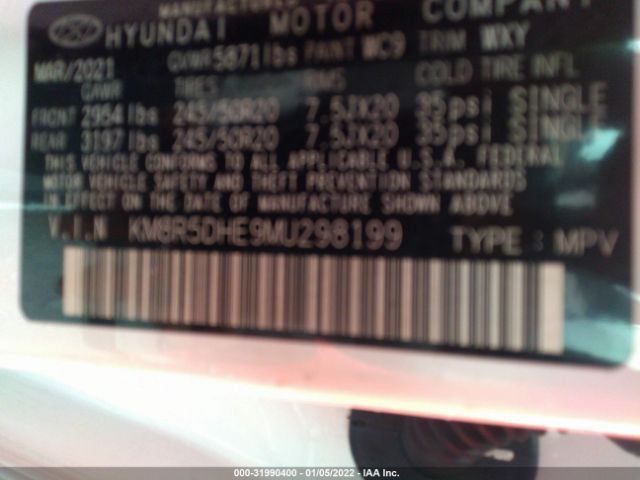 MANUFACTURED
HYUNDAI MOTOR COMPANY
MAR/2021 GVWR 5871lbs PAINT WC9 TRIM WXY
GAWR TIRES RIMS COLD TIRE INFL
FRONT 2954lbs 245/50R20 7.5JX20 35psi SINGLE
REAR 3197lbs 245/50R20 7.5JX20 35psi SINGLE
THIS VEHICLE CONFORMS TO ALL APPLICABLE U.S.A. FEDERAL
MOTOR VEHICLE SAFETY AND THEFT PREVENTION STANDARDS
IN EFFECT ON THE DATE OF MANUFACTURE SHOWN ABOVE
V.I.N KM8R5DHE9MU298199 TYPE : MPV
000-31990400 - 01/05/2022 - IAA Inc.